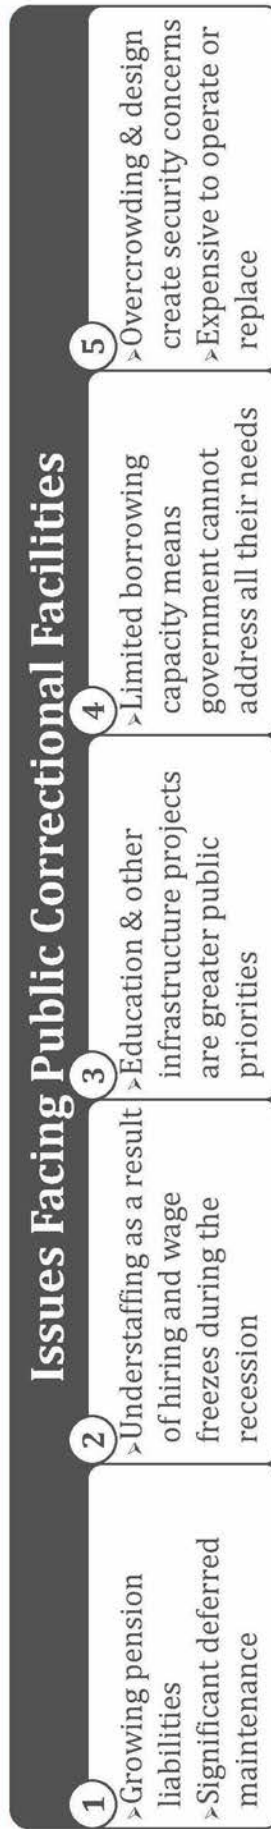 Issues Facing Public Correctional Facilities
1
➢Growing pension
liabilities
➢Significant deferred
maintenance
2
➢Understaffing as a result
of hiring and wage
freezes during the
recession
3
➢Education & other
infrastructure projects
are greater public
priorities
4
➢Limited borrowing
capacity means
government cannot
address all their needs
5
➢Overcrowding & design
create security concerns
➢Expensive to operate or
replace